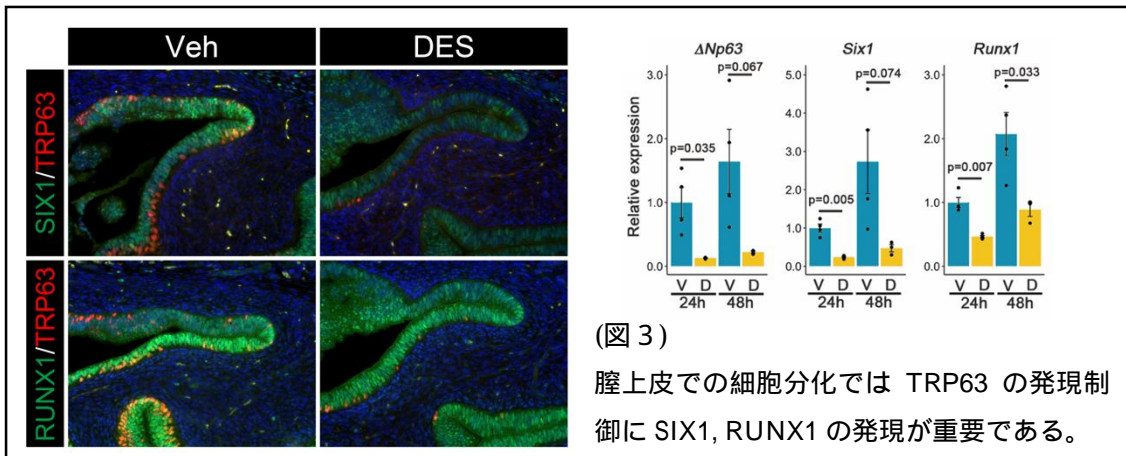 Veh
DES
SIX1/TRP63
RUNX1/TRP63
ΔNp63
Six1
Runx1
Relative expression
3.0
2.0
1.0
0.0
p=0.035
p=0.067
V D V D
24h 48h
5.0
4.0
3.0
2.0
1.0
0.0
p=0.005
p=0.074
V D V D
24h 48h
3.0
2.0
1.0
0.0
p=0.007
p=0.033
V D V D
24h 48h
(図3)
膣上皮での細胞分化では TRP63 の発現制
御に SIX1, RUNX1 の発現が重要である。